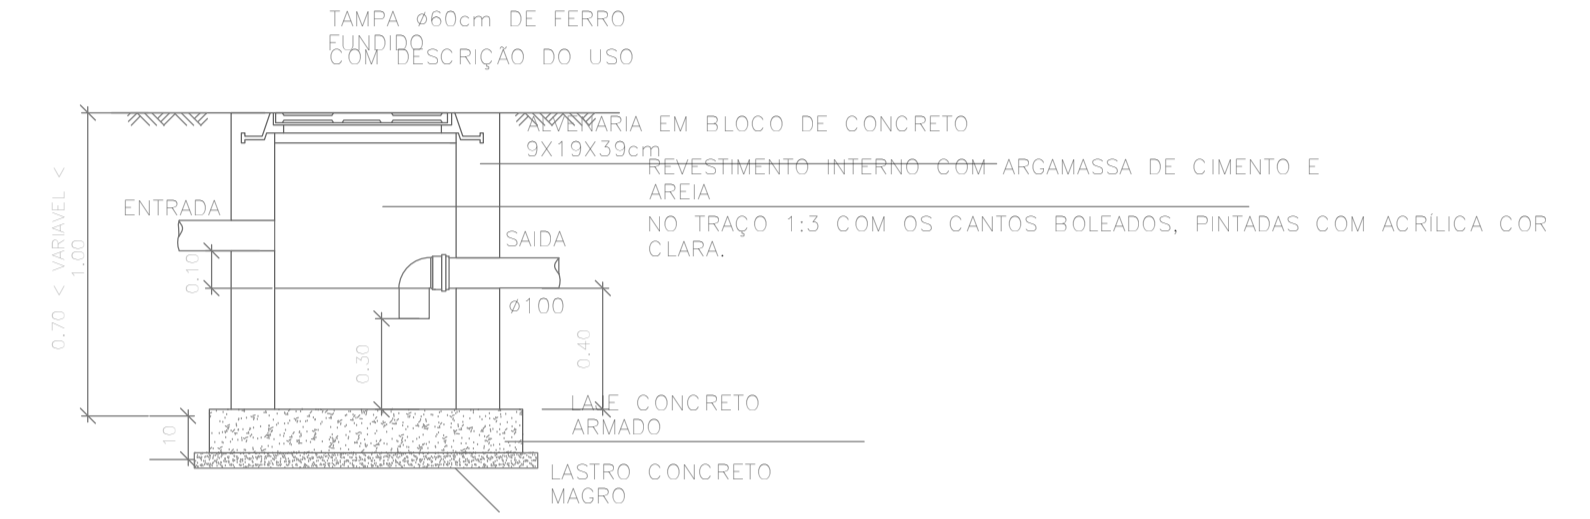 TAMPA ø60cm DE FERRO
FUNDIDO
COM DESCRIÇÃO DO USO
ALVENARIA EM BLOCO DE CONCRETO
9X19X39cm
REVESTIMENTO INTERNO COM ARGAMASSA DE CIMENTO E
AREIA
NO TRAÇO 1:3 COM OS CANTOS BOLEADOS, PINTADAS COM ACRÍLICA COR
CLARA.
ENTRADA
SAIDA
ø100
0.70 < VARIAVEL <
1.00
0.10
0.30
0.40
10
LAJE CONCRETO
ARMADO
LASTRO CONCRETO
MAGRO